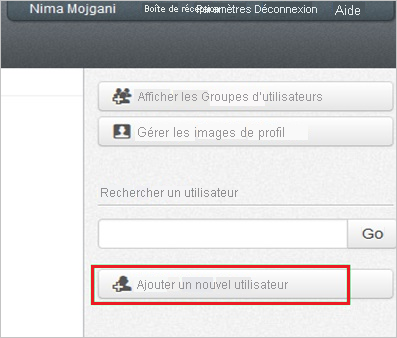 Nima Mojgani Boîte de réception Paramètres Déconnexion Aide
Afficher les Groupes d'utilisateurs
Gérer les images de profil
Rechercher un utilisateur
Go
Ajouter un nouvel utilisateur